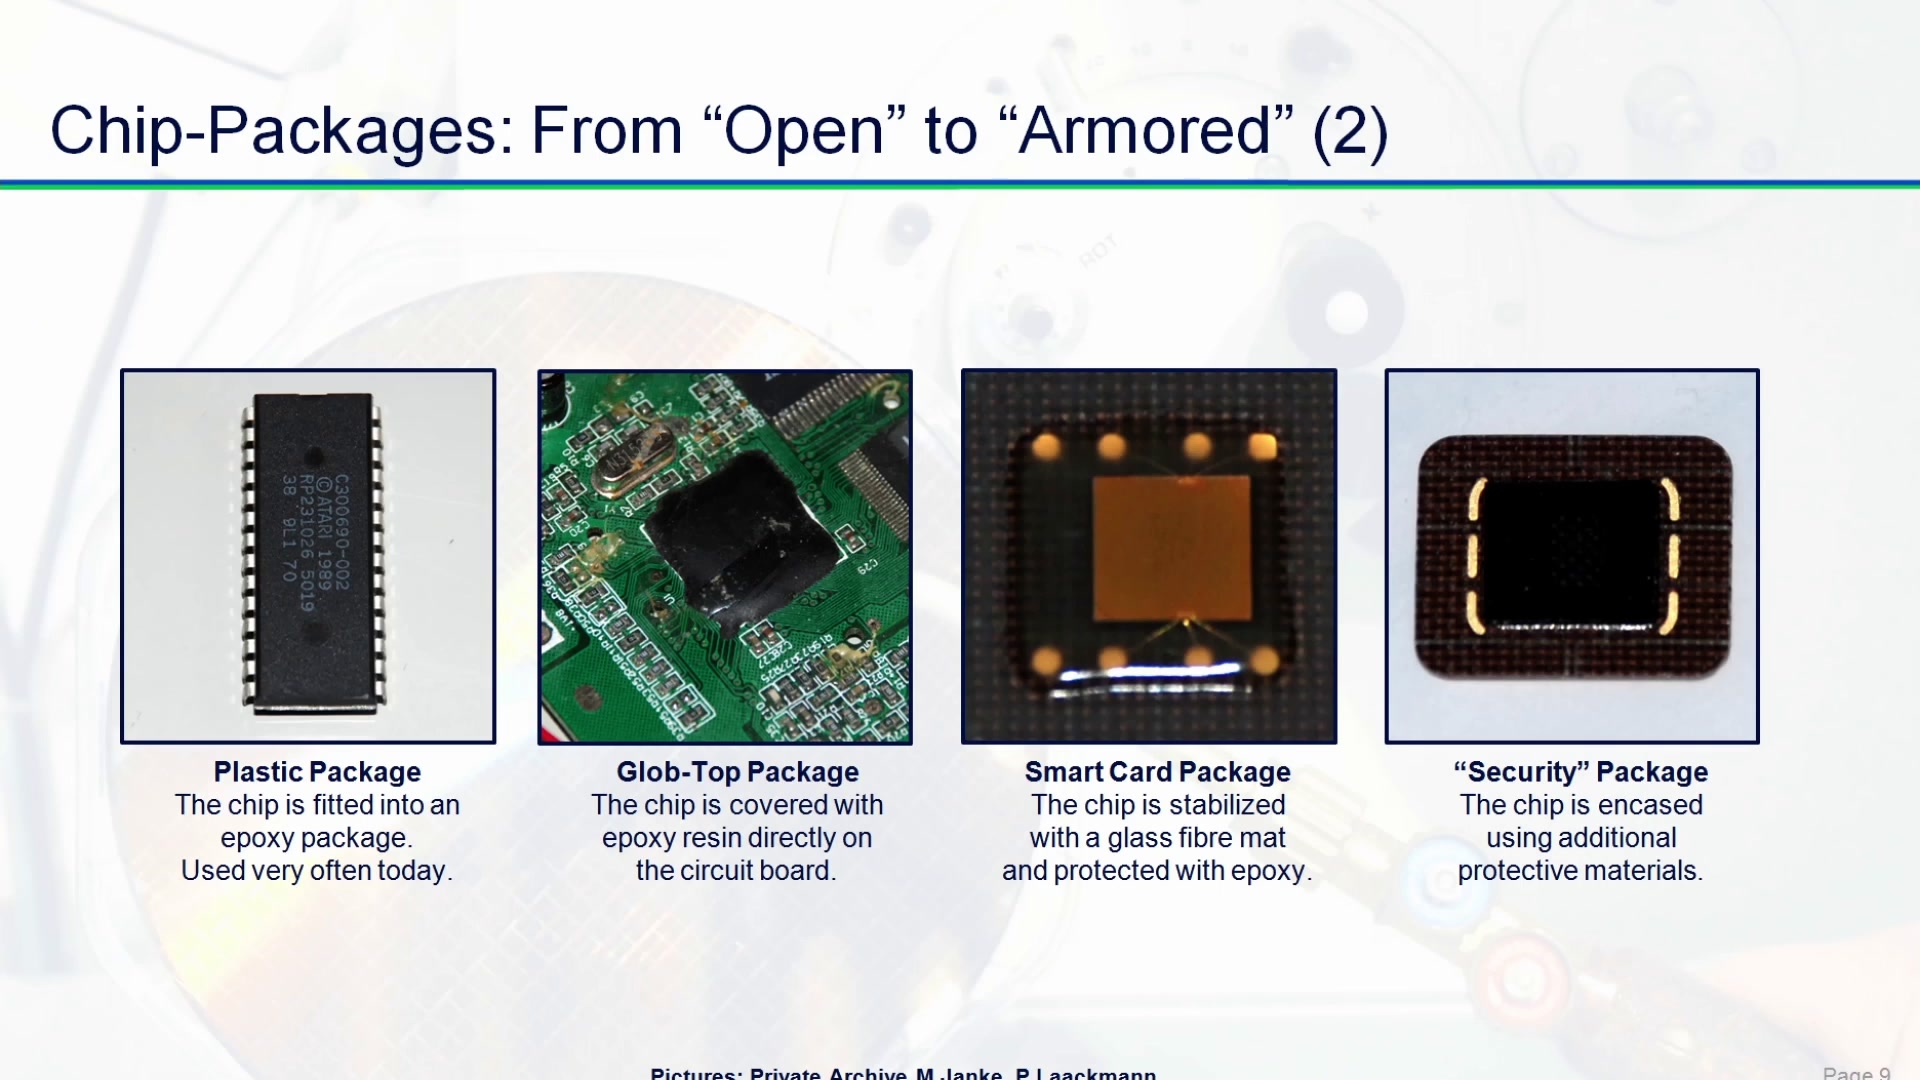 Chip-Packages: From “Open” to “Armored” (2)
C300690-002
©ATARI 1989
RP231026 5019
38 9L1 70
C29
Plastic Package
The chip is fitted into an
epoxy package.
Used very often today.
Glob-Top Package
The chip is covered with
epoxy resin directly on
the circuit board.
Smart Card Package
The chip is stabilized
with a glass fibre mat
and protected with epoxy.
“Security” Package
The chip is encased
using additional
protective materials.
Pictures: Private Archive M.Janke, P.Laackmann
Page 9